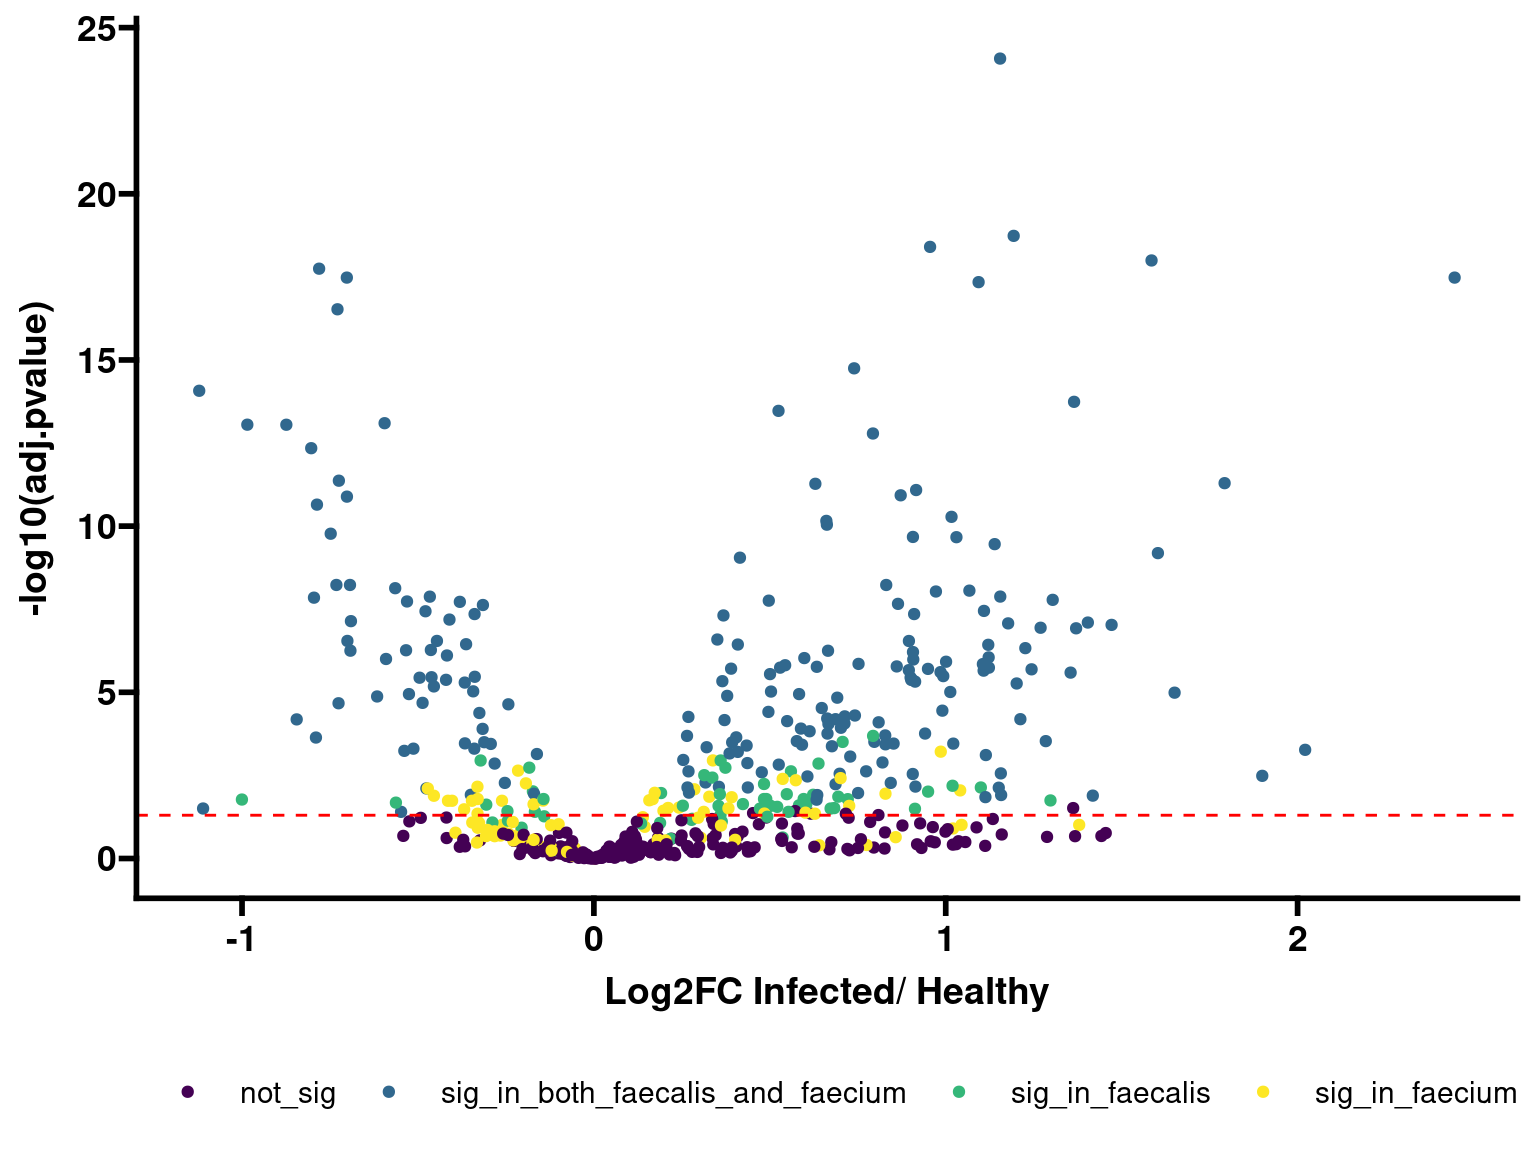 25
20
15
10
5
0
-log10(adj.pvalue)
-1 0 1 2
Log2FC Infected/ Healthy
not_sig sig_in_both_faecalis_and_faecium sig_in_faecalis sig_in_faecium